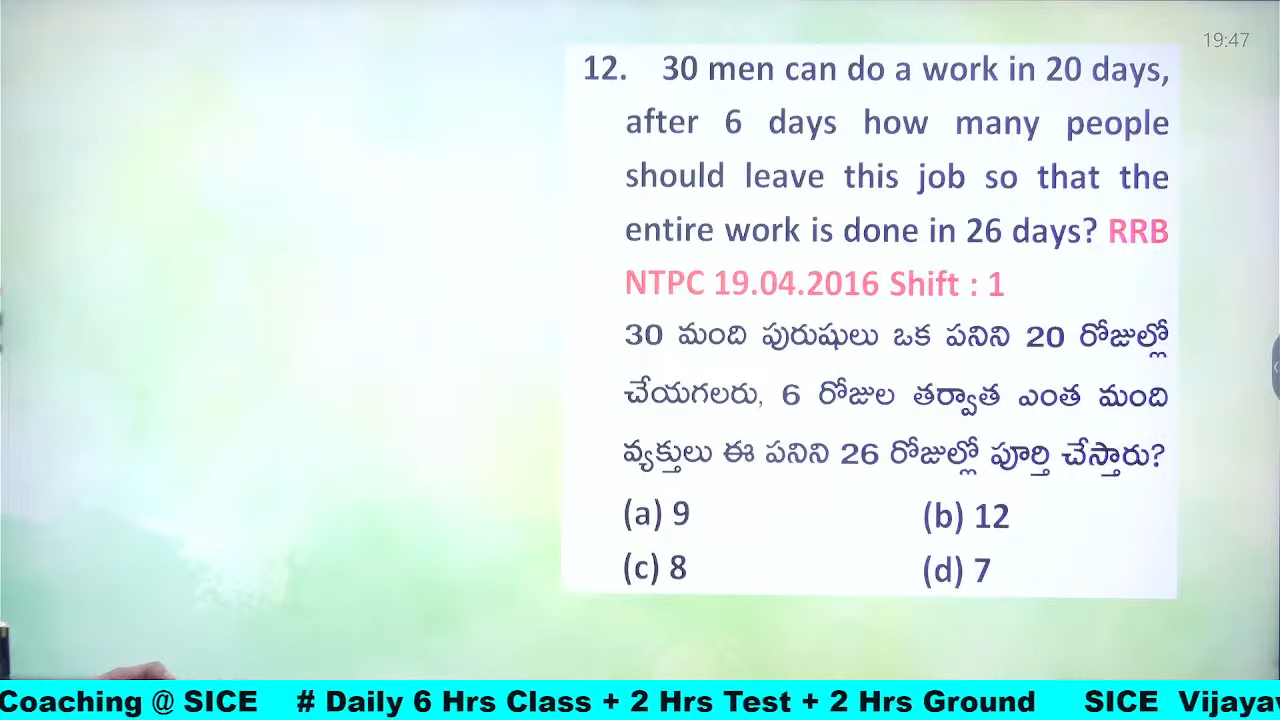 19:47
12. 30 men can do a work in 20 days,
after 6 days how many people
should leave this job so that the
entire work is done in 26 days? RRB
NTPC 19.04.2016 Shift : 1
30 మంది పురుషులు ఒక పనిని 20 రోజుల్లో
చేయగలరు, 6 రోజుల తర్వాత ఎంత మంది
వ్యక్తులు ఈ పనిని 26 రోజుల్లో పూర్తి చేస్తారు?
(a) 9 (b) 12
(c) 8 (d) 7
Coaching @ SICE # Daily 6 Hrs Class + 2 Hrs Test + 2 Hrs Ground SICE